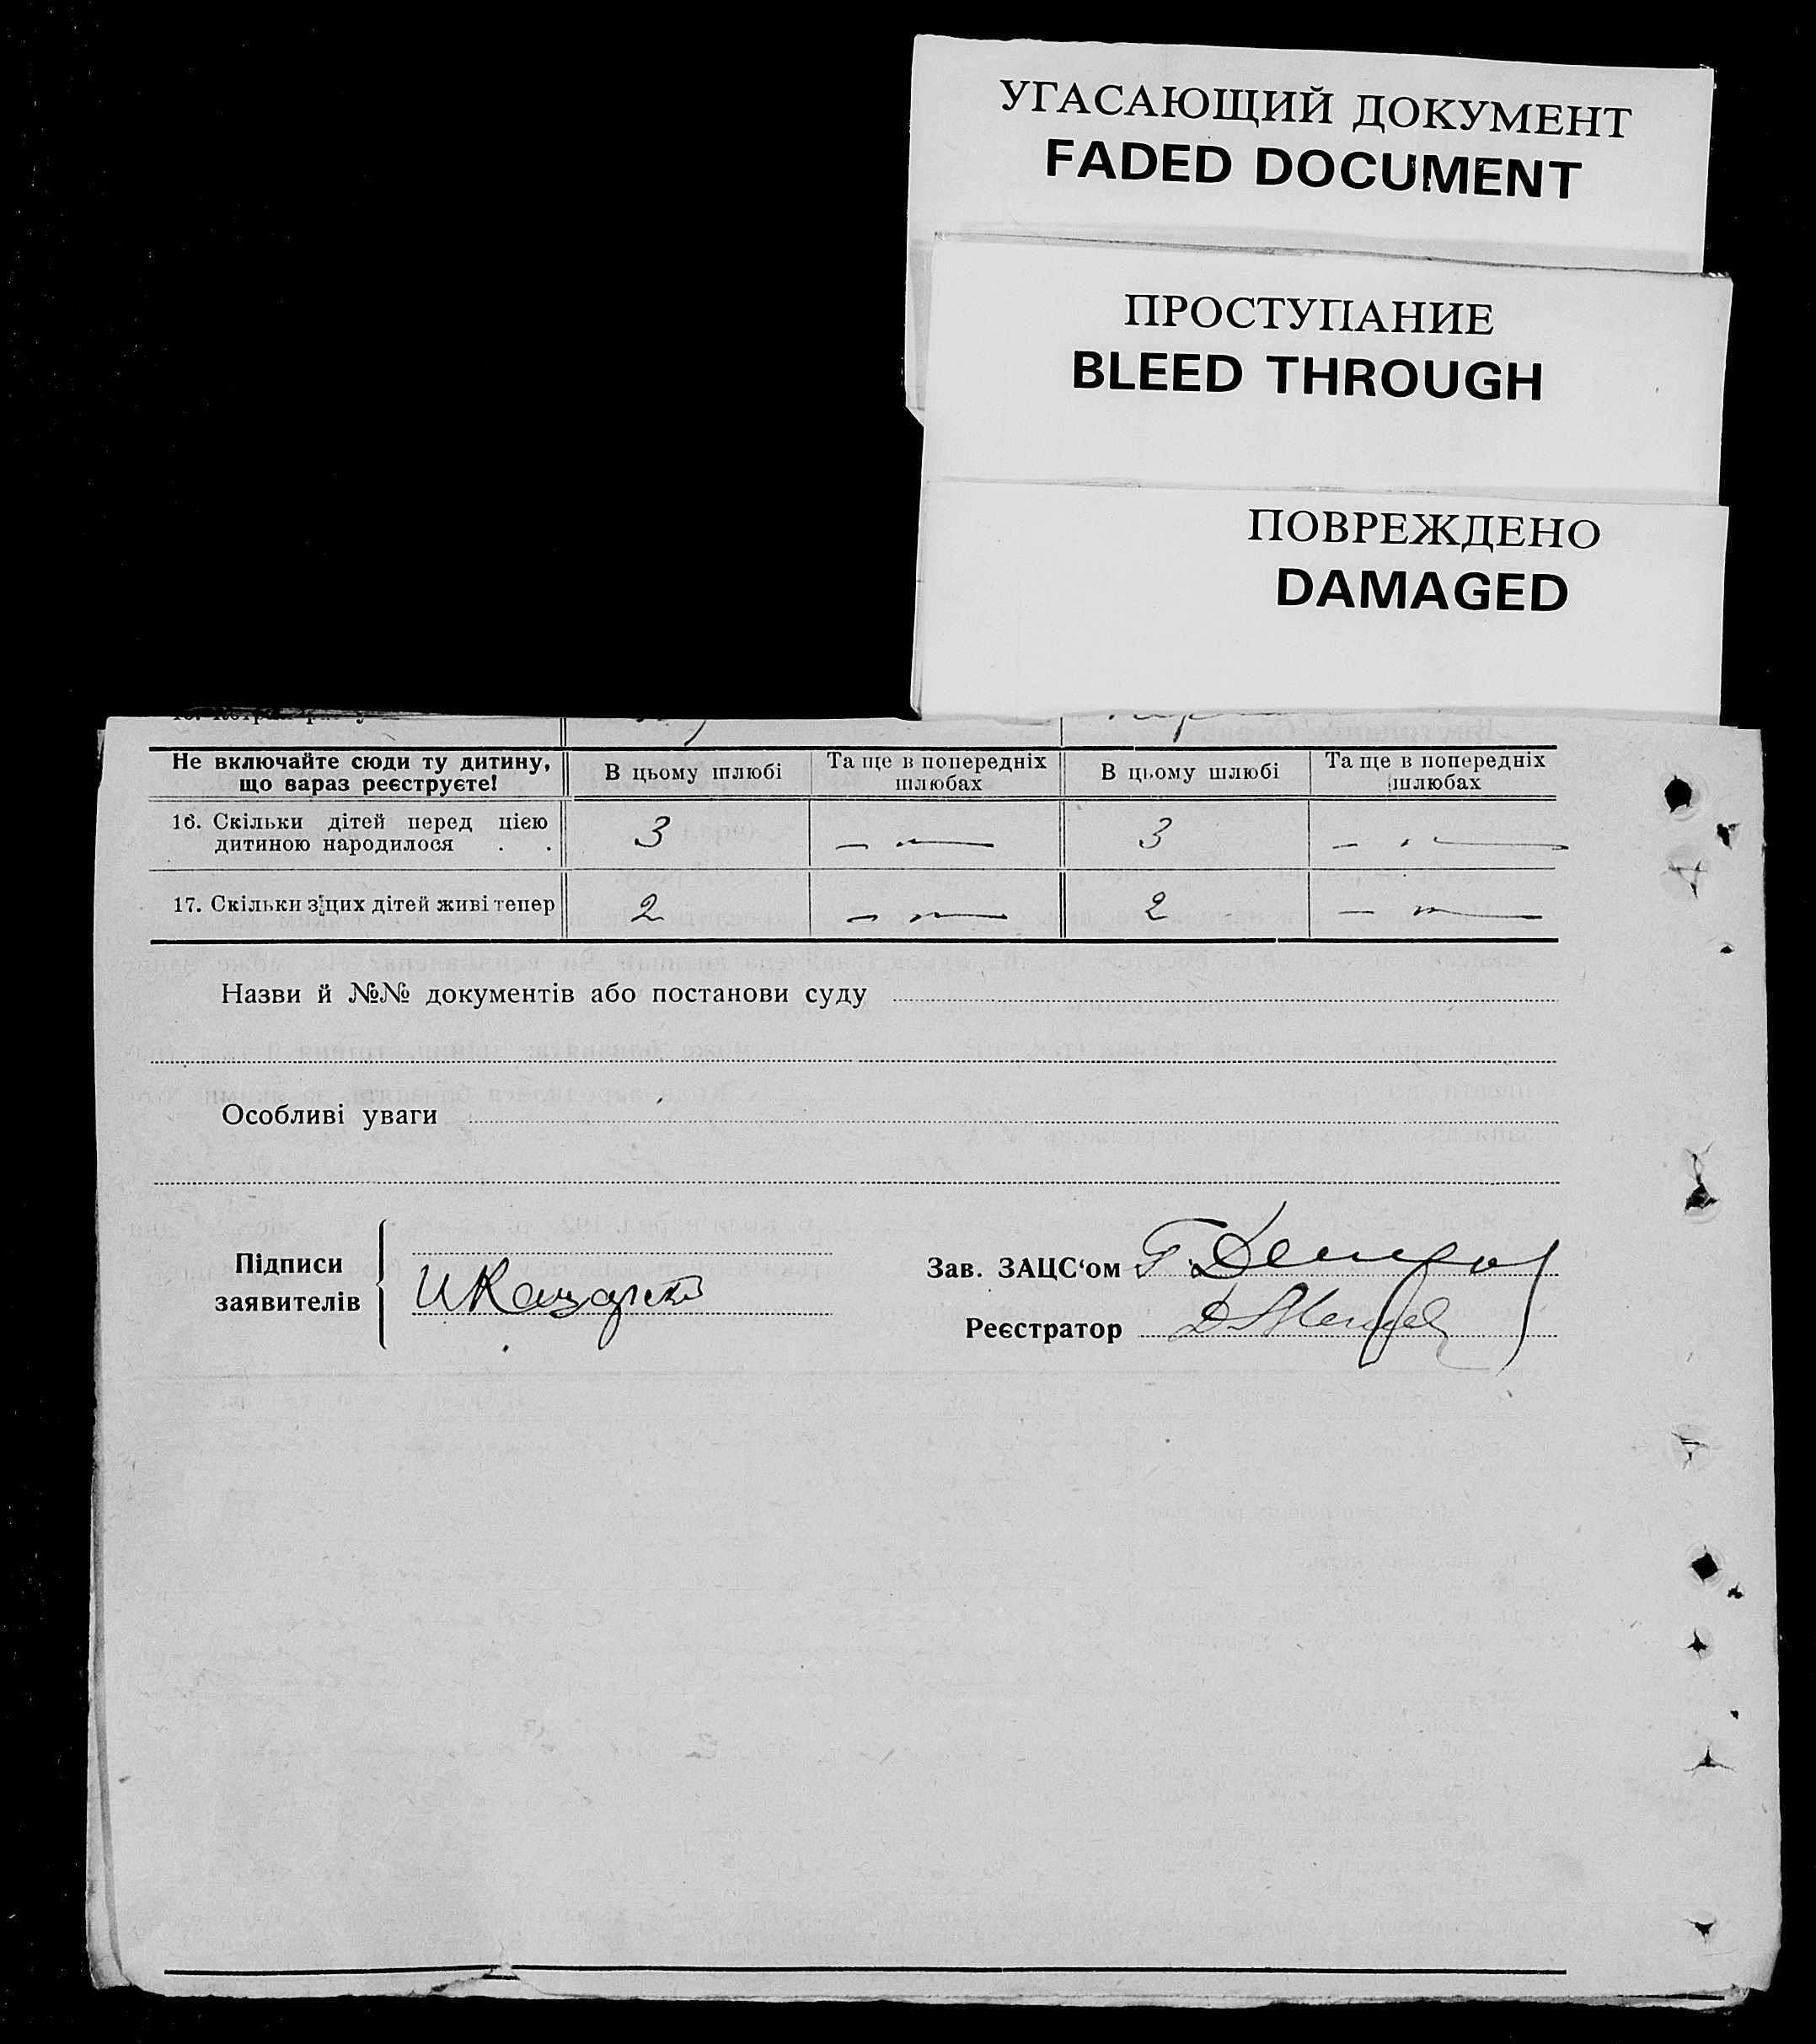 УГАСАЮЩИЙ ДОКУМЕНТ
FADED DOCUMENT
ПРОСТУПАНИЕ
BLEED THROUGH
ПОВРЕЖДЕНО
DAMAGED
Не включайте сюди ту дитину, що вараз реєструєте!
В цьому шлюбі
Та ще в попередніх шлюбах
В цьому шлюбі
Та ще в попередніх шлюбах
16. Скільки дітей перед цією дитиною народилося . . 3 — — 3 — —
17. Скільки з цих дітей живі тепер 2 — — 2 — —
Назви й №№ документів або постанови суду
Особливі уваги
Підписи заявителів
Зав. ЗАЦС‘ом
Реєстратор